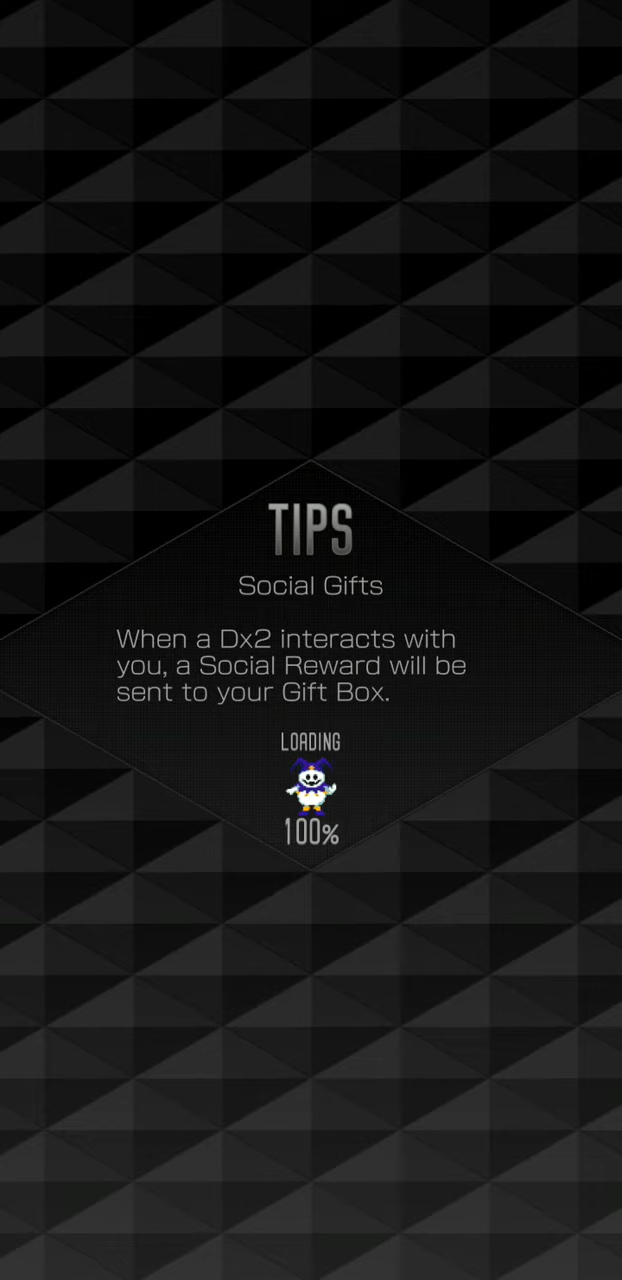 TIPS
Social Gifts
When a Dx2 interacts with
you, a Social Reward will be
sent to your Gift Box.
LOADING
100%